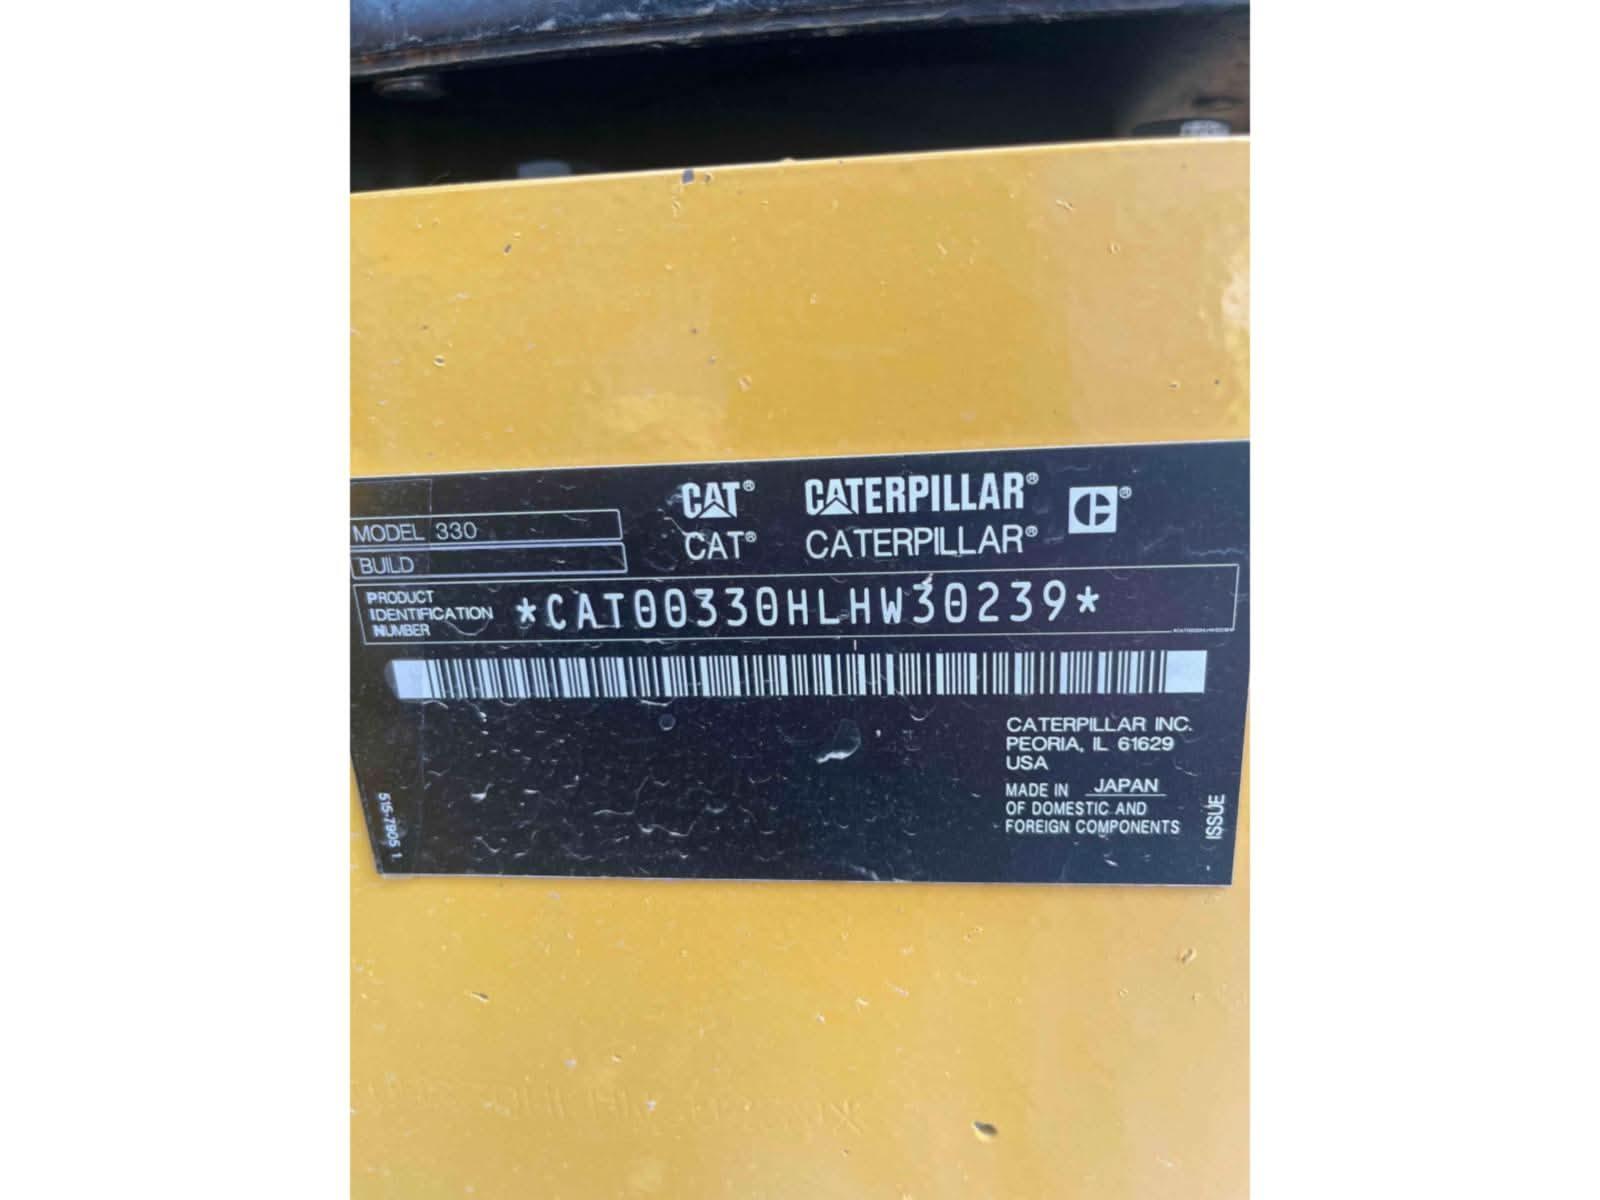 CAT® CATERPILLAR®
CAT® CATERPILLAR®
MODEL 330
BUILD
PRODUCT
IDENTIFICATION
NUMBER
*CAT00330HLHW30239*
CATERPILLAR INC.
PEORIA, IL 61629
USA
MADE IN JAPAN
OF DOMESTIC AND
FOREIGN COMPONENTS
ISSUE
515-7905 1